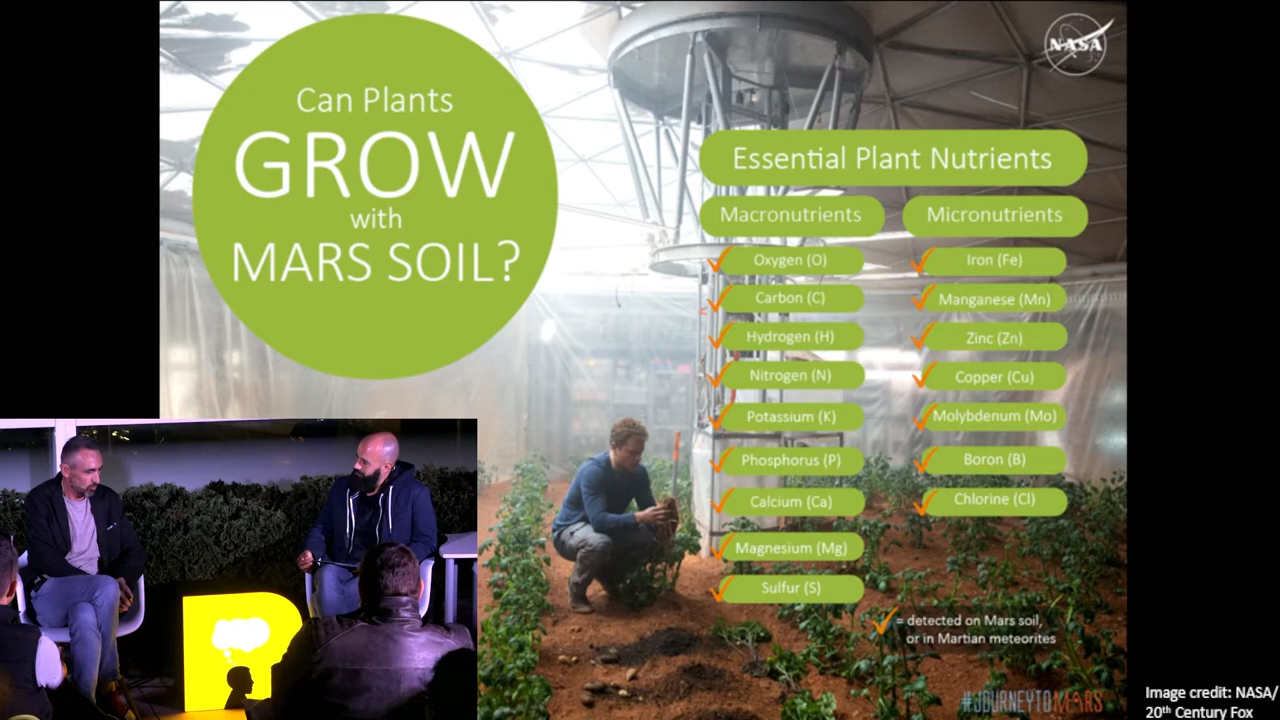 Can Plants
GROW
with
MARS SOIL?
NASA
Essential Plant Nutrients
Macronutrients
Oxygen (O)
Carbon (C)
Hydrogen (H)
Nitrogen (N)
Potassium (K)
Phosphorus (P)
Calcium (Ca)
Magnesium (Mg)
Sulfur (S)
Micronutrients
Iron (Fe)
Manganese (Mn)
Zinc (Zn)
Copper (Cu)
Molybdenum (Mo)
Boron (B)
Chlorine (Cl)
= detected on Mars soil,
or in Martian meteorites
#JOURNEYTOMARS
P
Image credit: NASA/
20th Century Fox